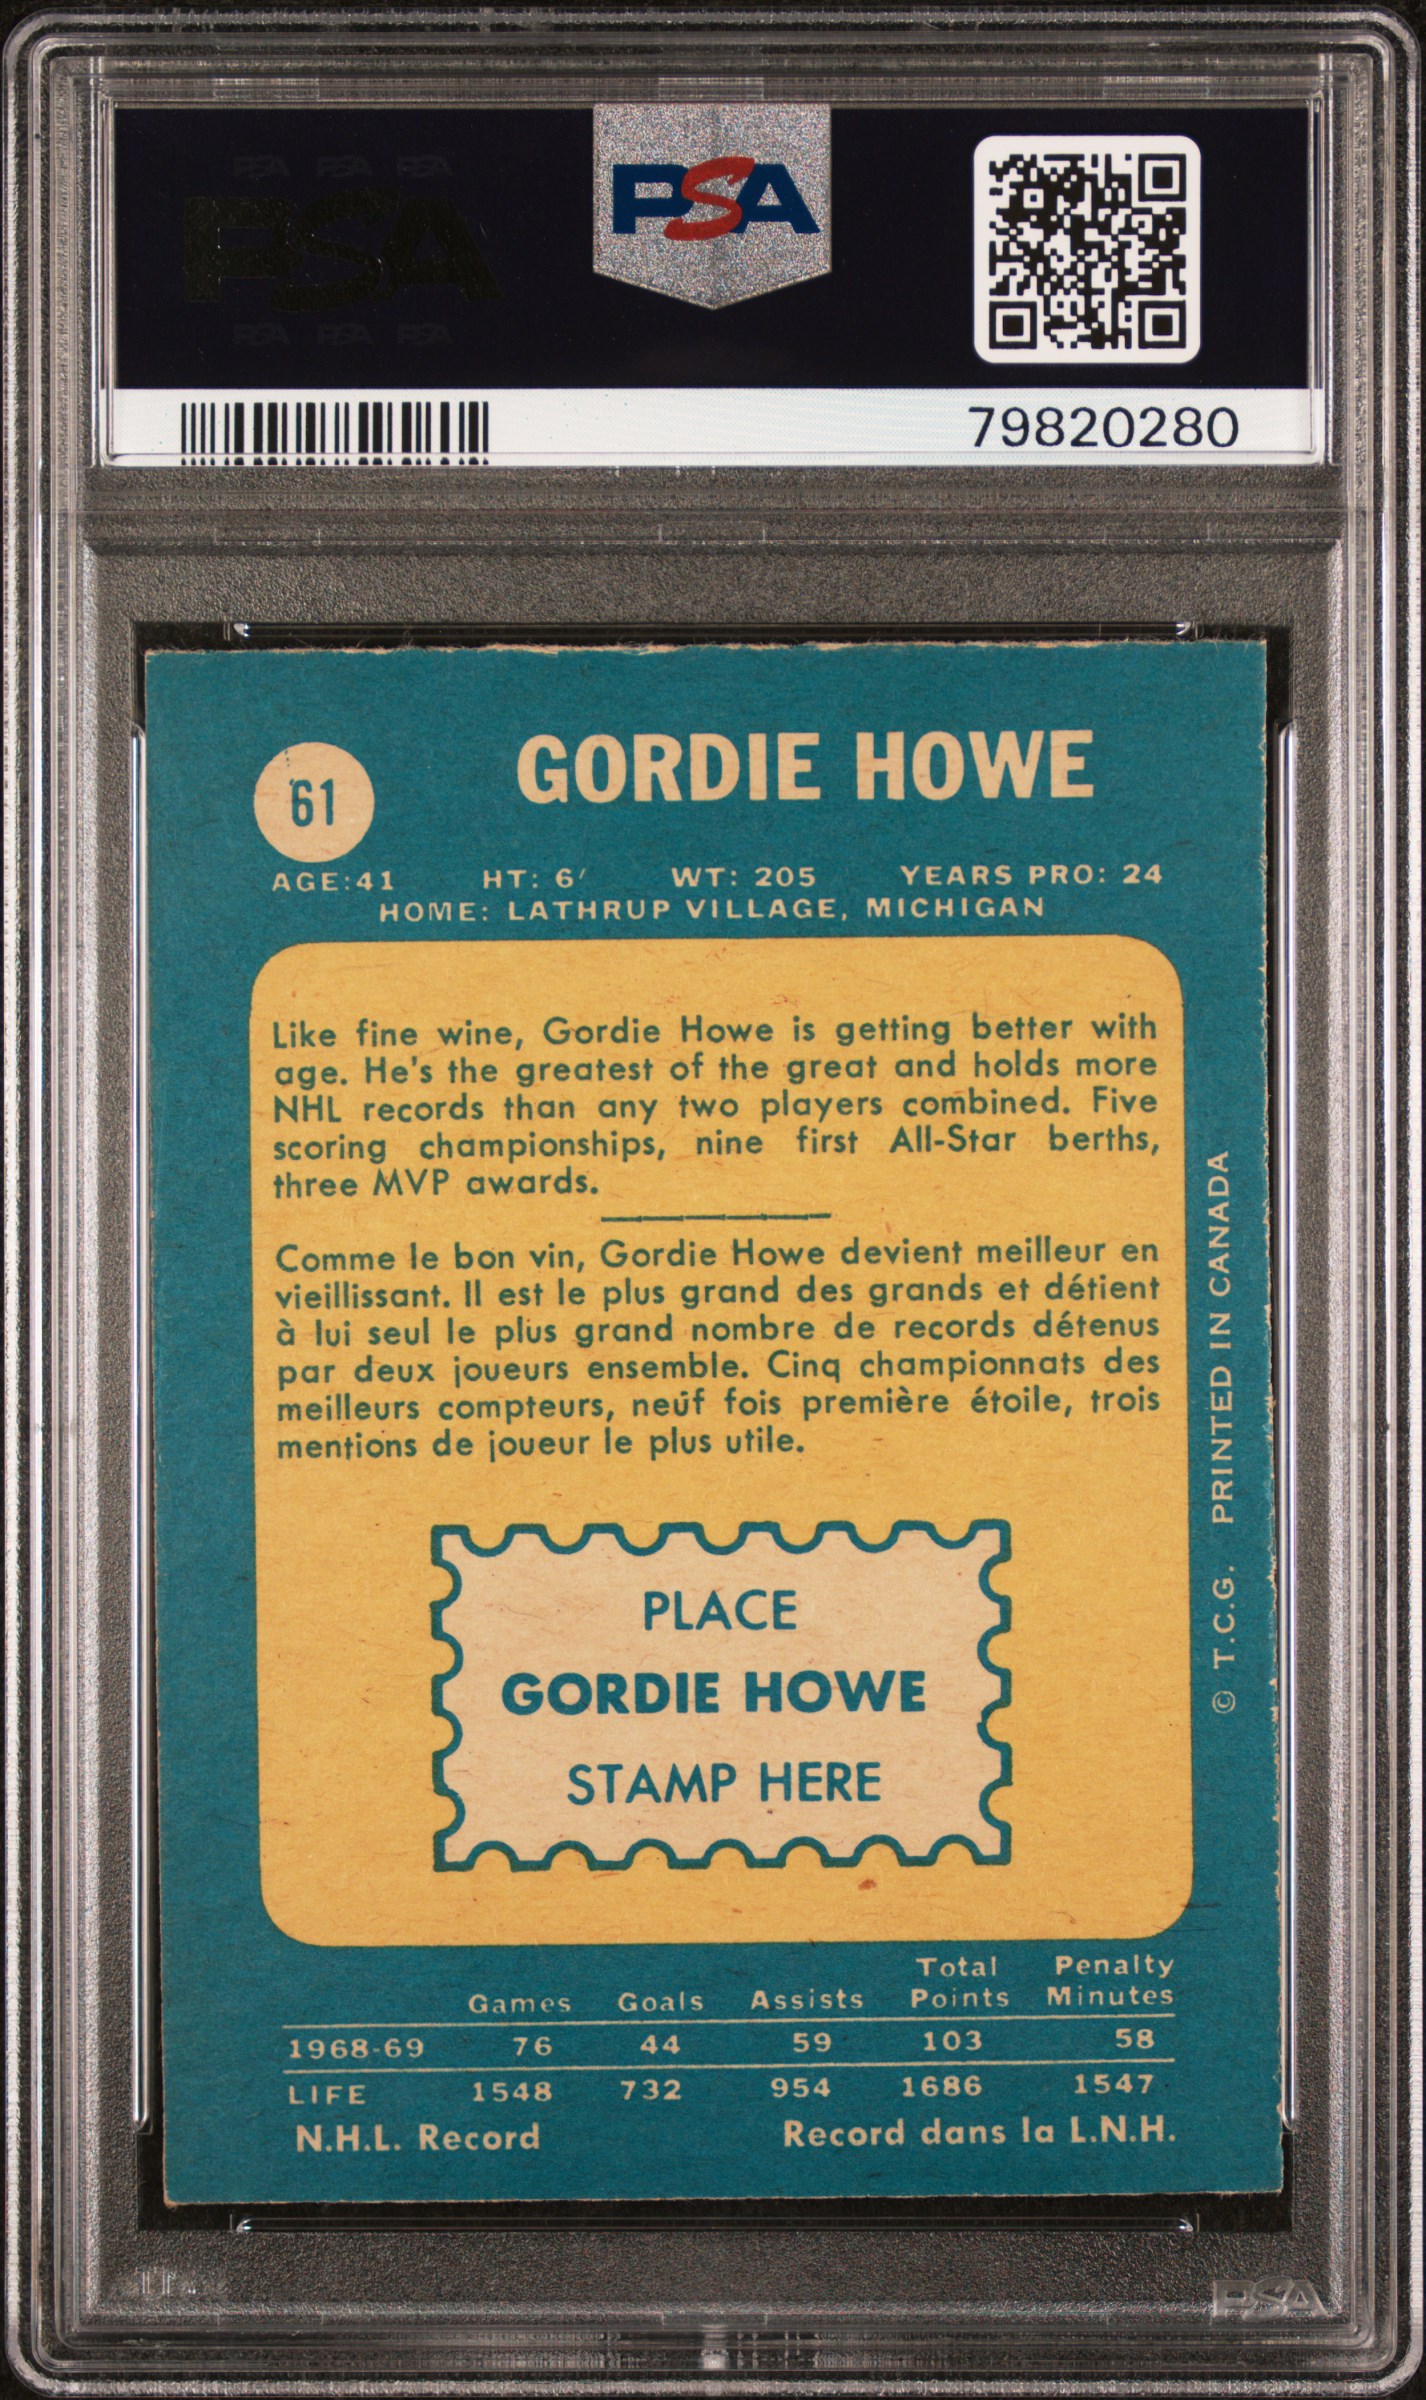 PSA PSA PSA
PSA
PSA PSA PSA
PSA
79820280
61
GORDIE HOWE
AGE:41 HT: 6′ WT: 205 YEARS PRO: 24
HOME: LATHRUP VILLAGE, MICHIGAN
Like fine wine, Gordie Howe is getting better with
age. He's the greatest of the great and holds more
NHL records than any two players combined. Five
scoring championships, nine first All-Star berths,
three MVP awards.
Comme le bon vin, Gordie Howe devient meilleur en
vieillissant. Il est le plus grand des grands et détient
à lui seul le plus grand nombre de records détenus
par deux joueurs ensemble. Cinq championnats des
meilleurs compteurs, neuf fois première étoile, trois
mentions de joueur le plus utile.
PLACE
GORDIE HOWE
STAMP HERE
© T.C.G. PRINTED IN CANADA
Games Goals Assists Total Points Penalty Minutes
1968-69 76 44 59 103 58
LIFE 1548 732 954 1686 1547
N.H.L. Record Record dans la L.N.H.
PSA